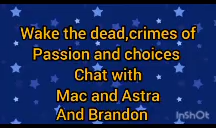 Wake the dead,crimes of
Passion and choices
Chat with
Mac and Astra
And Brandon
InShOt